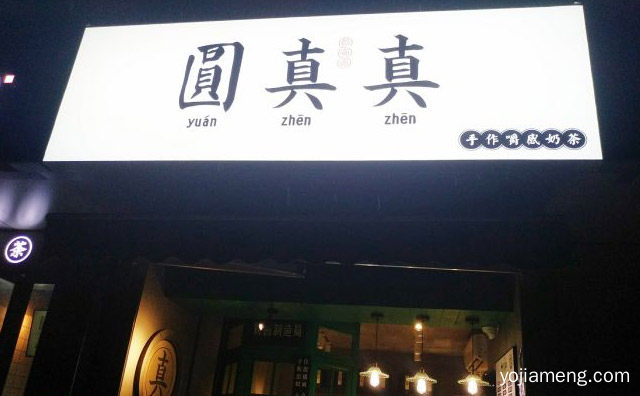 圓真真
yuán zhēn zhēn
手作嚼感奶茶
茶
真
yojiameng.com